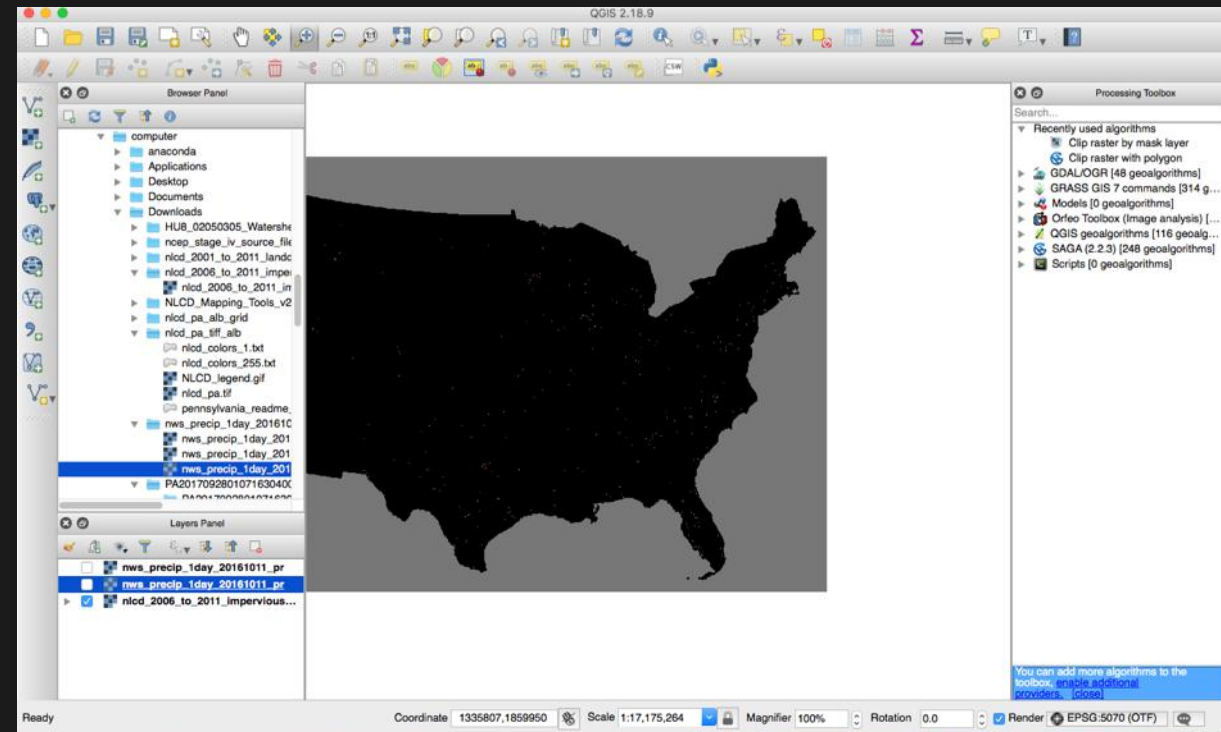 QGIS 2.18.9
CSW
Browser Panel
computer
anaconda
Applications
Desktop
Documents
Downloads
HU8_02050305_Watershe
ncep_stage_iv_source_file
nlcd_2001_to_2011_landc
nlcd_2006_to_2011_imper
nlcd_2006_to_2011_im
NLCD_Mapping_Tools_v2
nlcd_pa_alb_grid
nlcd_pa_tiff_alb
nlcd_colors_1.txt
nlcd_colors_255.txt
NLCD_legend.gif
nlcd_pa.tif
pennsylvania_readme_
nws_precip_1day_20161C
nws_precip_1day_201
nws_precip_1day_201
nws_precip_1day_201
PA20170928010716304OC
Layers Panel
nws_precip_1day_20161011_pr
nws_precip_1day_20161011_pr
nlcd_2006_to_2011_impervious...
Processing Toolbox
Search...
Recently used algorithms
Clip raster by mask layer
Clip raster with polygon
GDAL/OGR [48 geoalgorithms]
GRASS GIS 7 commands [314 g...
Models [0 geoalgorithms]
Orfeo Toolbox (Image analysis) [...
QGIS geoalgorithms [116 geoalg...
SAGA (2.2.3) [248 geoalgorithms]
Scripts [0 geoalgorithms]
You can add more algorithms to the
toolbox, enable additional
providers. [close]
Ready
Coordinate 1335807,1859950 Scale 1:17,175,264 Magnifier 100% Rotation 0.0 Render EPSG:5070 (OTF)